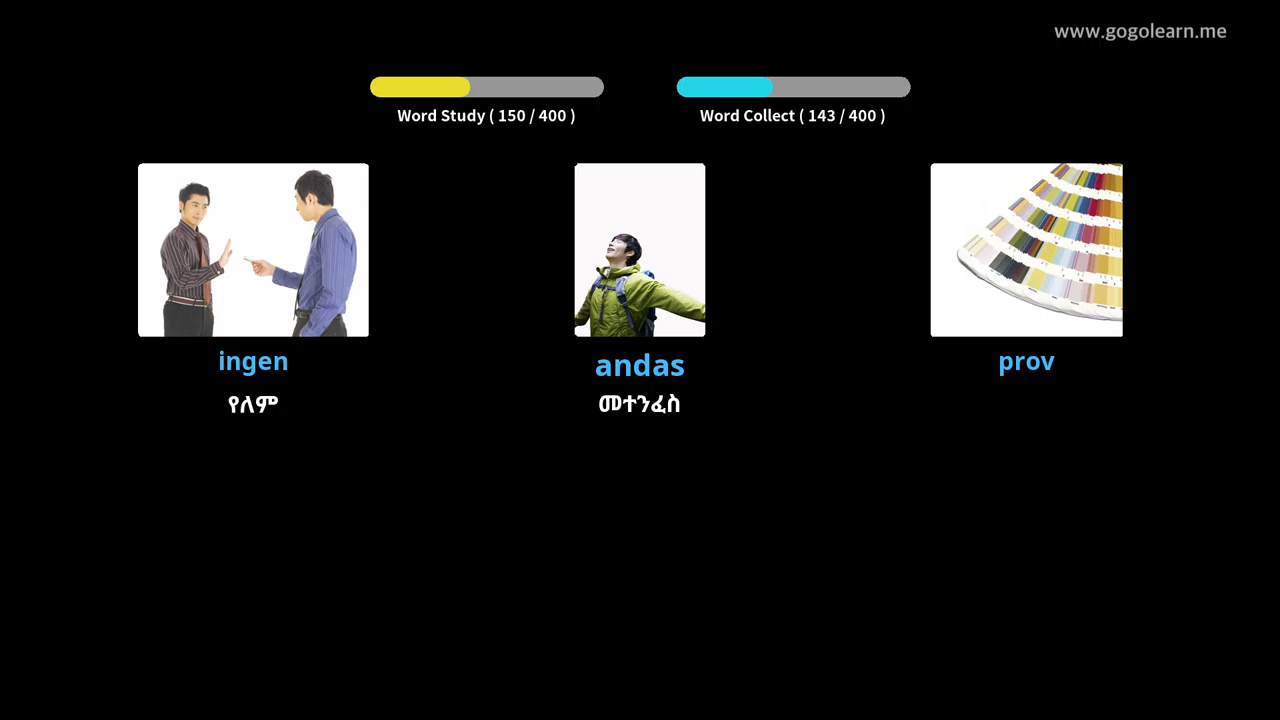 www.gogolearn.me
Word Study ( 150 / 400 )
Word Collect ( 143 / 400 )
ingen
andas
prov
የለም
መተንፈስ